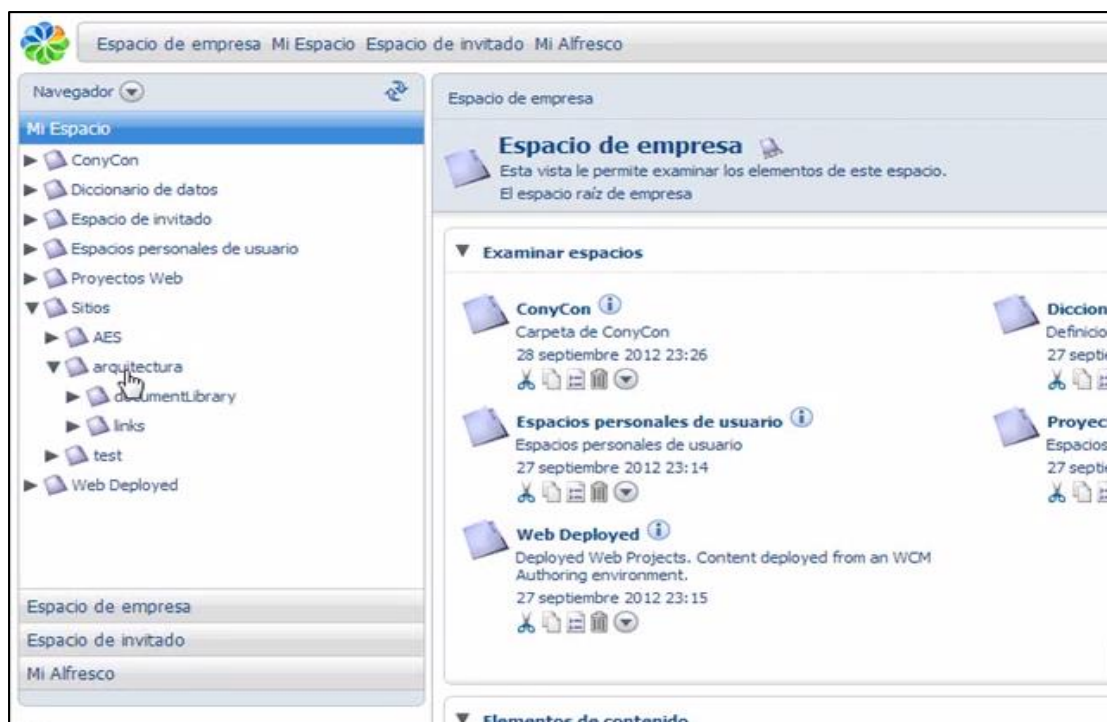 Espacio de empresa Mi Espacio Espacio de invitado Mi Alfresco
Navegador
Mi Espacio
ConyCon
Diccionario de datos
Espacio de invitado
Espacios personales de usuario
Proyectos Web
Sitios
AES
arquitectura
documentLibrary
links
test
Web Deployed
Espacio de empresa
Espacio de invitado
Mi Alfresco
Espacio de empresa
Espacio de empresa
Esta vista le permite examinar los elementos de este espacio.
El espacio raíz de empresa
Examinar espacios
ConyCon
Carpeta de ConyCon
28 septiembre 2012 23:26
Diccion
Definicio
27 septi
Espacios personales de usuario
Espacios personales de usuario
27 septiembre 2012 23:14
Proyec
Espacios
27 septi
Web Deployed
Deployed Web Projects. Content deployed from an WCM
Authoring environment.
27 septiembre 2012 23:15
Elementos de contenido